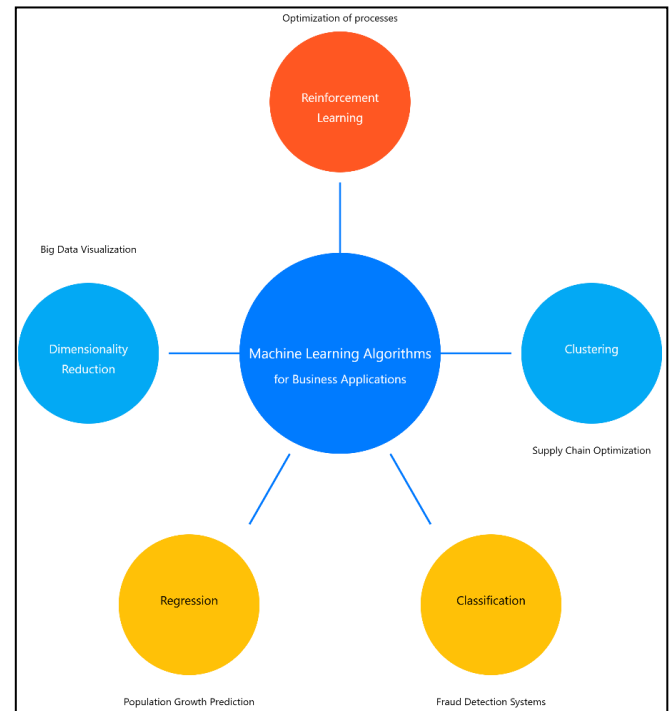 Optimization of processes
Reinforcement
Learning
Big Data Visualization
Dimensionality
Reduction
Machine Learning Algorithms
for Business Applications
Clustering
Supply Chain Optimization
Regression
Classification
Population Growth Prediction
Fraud Detection Systems